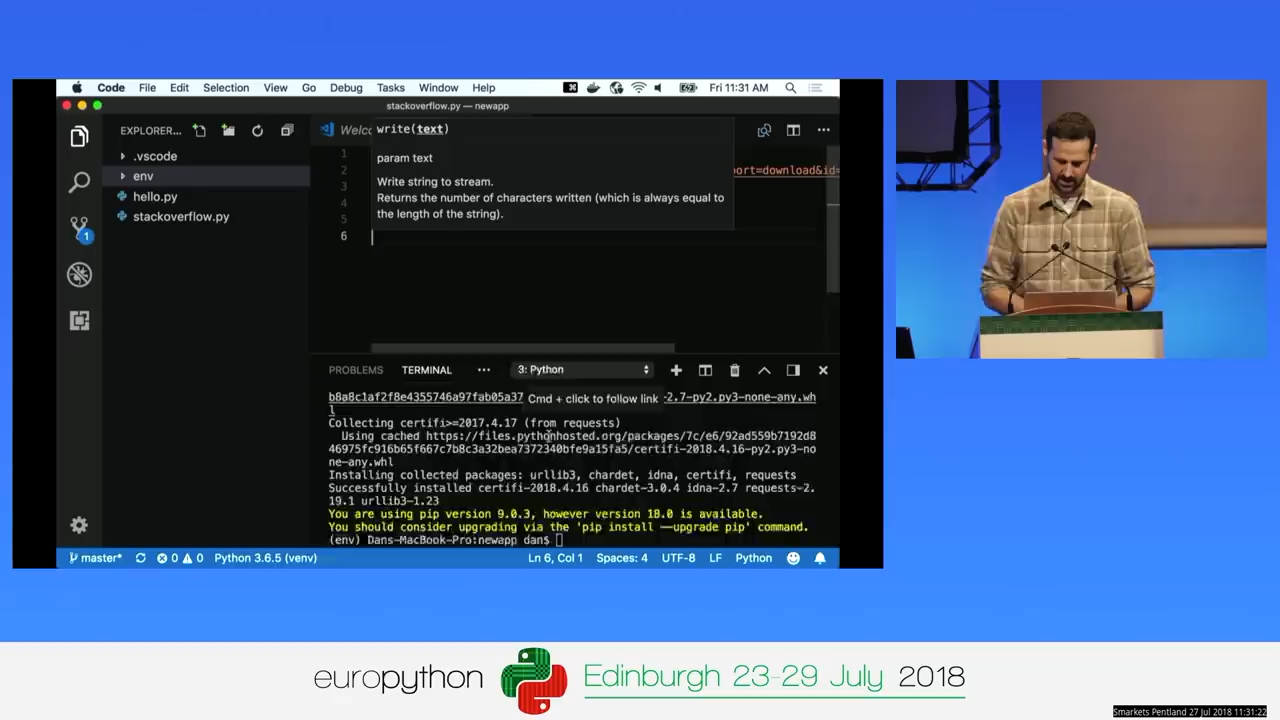 Code File Edit Selection View Go Debug Tasks Window Help Fri 11:31 AM
stackoverflow.py — newapp
EXPLORER...
Welc
.vscode
env
hello.py
stackoverflow.py
1
write(text)
param text
Write string to stream.
Returns the number of characters written (which is always equal to
the length of the string).
1
2
ort=download&id=
3
4
5
6
PROBLEMS TERMINAL ··· 3: Python
b8a8c1af2f8e4355746a97fab05a37
Cmd + click to follow link
-2.7-py2.py3-none-any.wh
l
Collecting certifi>=2017.4.17 (from requests)
Using cached https://files.pythonhosted.org/packages/7c/e6/92ad559b7192d8
46975fc916b65f667c7b8c3a32bea7372340bfe9a15fa5/certifi-2018.4.16-py2.py3-no
ne-any.whl
Installing collected packages: urllib3, chardet, idna, certifi, requests
Successfully installed certifi-2018.4.16 chardet-3.0.4 idna-2.7 requests-2.
19.1 urllib3-1.23
You are using pip version 9.0.3, however version 18.0 is available.
You should consider upgrading via the 'pip install --upgrade pip' command.
(env) Dans-MacBook-Pro:newapp dan$
master* 0 0 Python 3.6.5 (venv) Ln 6, Col 1 Spaces: 4 UTF-8 LF Python
europython Edinburgh 23-29 July 2018
Smarkets Pentland 27 Jul 2018 11:31:22